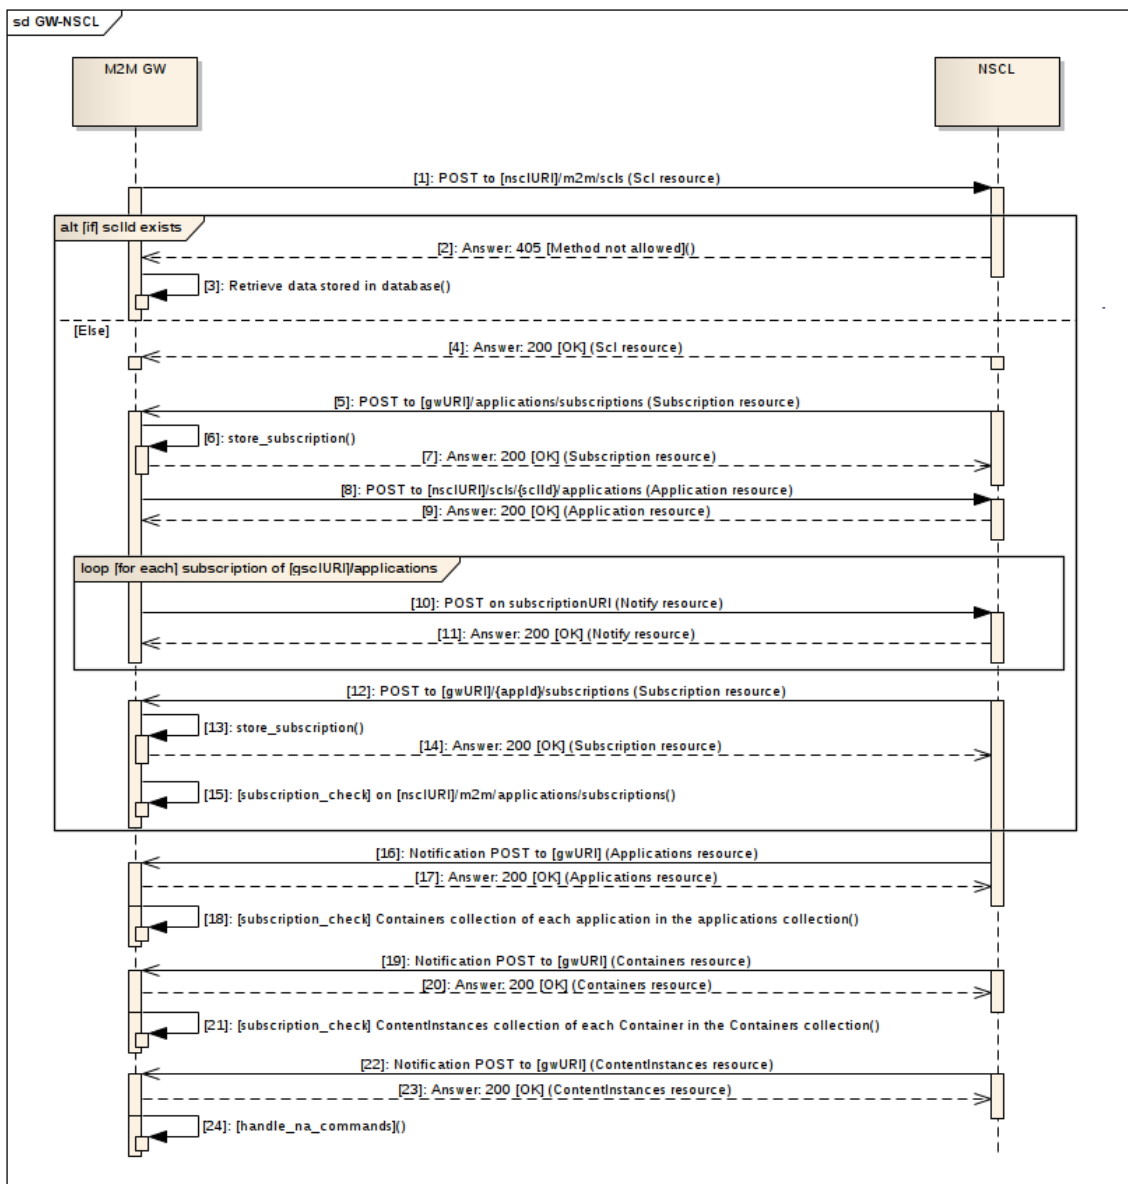 sd GW-NSCL
M2M GW
NSCL
[1]: POST to [nsclURI]/m2m/scls (Scl resource)
alt [if] sclId exists
[2]: Answer: 405 [Method not allowed]()
[3]: Retrieve data stored in database()
[Else]
[4]: Answer: 200 [OK] (Scl resource)
[5]: POST to [gwURI]/applications/subscriptions (Subscription resource)
[6]: store_subscription()
[7]: Answer: 200 [OK] (Subscription resource)
[8]: POST to [nsclURI]/scls/{sclId}/applications (Application resource)
[9]: Answer: 200 [OK] (Application resource)
loop [for each] subscription of [gsclURI]/applications
[10]: POST on subscriptionURI (Notify resource)
[11]: Answer: 200 [OK] (Notify resource)
[12]: POST to [gwURI]/{appId}/subscriptions (Subscription resource)
[13]: store_subscription()
[14]: Answer: 200 [OK] (Subscription resource)
[15]: [subscription_check] on [nsclURI]/m2m/applications/subscriptions()
[16]: Notification POST to [gwURI] (Applications resource)
[17]: Answer: 200 [OK] (Applications resource)
[18]: [subscription_check] Containers collection of each application in the applications collection()
[19]: Notification POST to [gwURI] (Containers resource)
[20]: Answer: 200 [OK] (Containers resource)
[21]: [subscription_check] ContentInstances collection of each Container in the Containers collection()
[22]: Notification POST to [gwURI] (ContentInstances resource)
[23]: Answer: 200 [OK] (ContentInstances resource)
[24]: [handle_na_commands]()